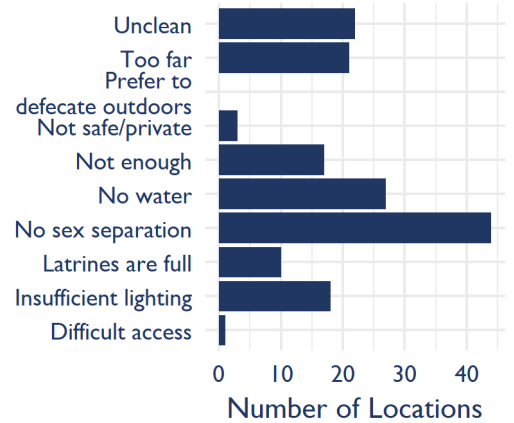 Unclean
Too far
Prefer to
defecate outdoors
Not safe/private
Not enough
No water
No sex separation
Latrines are full
Insufficient lighting
Difficult access
0 10 20 30 40
Number of Locations